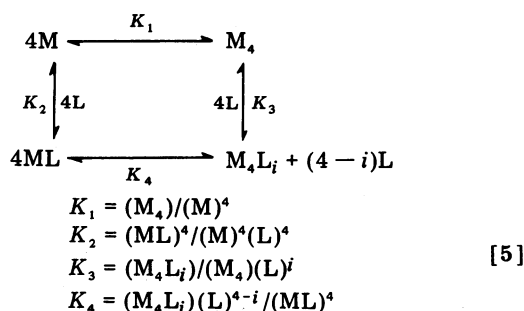 K₁
4M M₄
K₂ 4L 4L K₃
4ML M₄Lᵢ + (4 — i)L
K₄
K₁ = (M₄)/(M)⁴
K₂ = (ML)⁴/(M)⁴(L)⁴
K₃ = (M₄Lᵢ)/(M₄)(L)ⁱ
K₄ = (M₄Lᵢ)(L)⁴⁻ⁱ/(ML)⁴
[5]